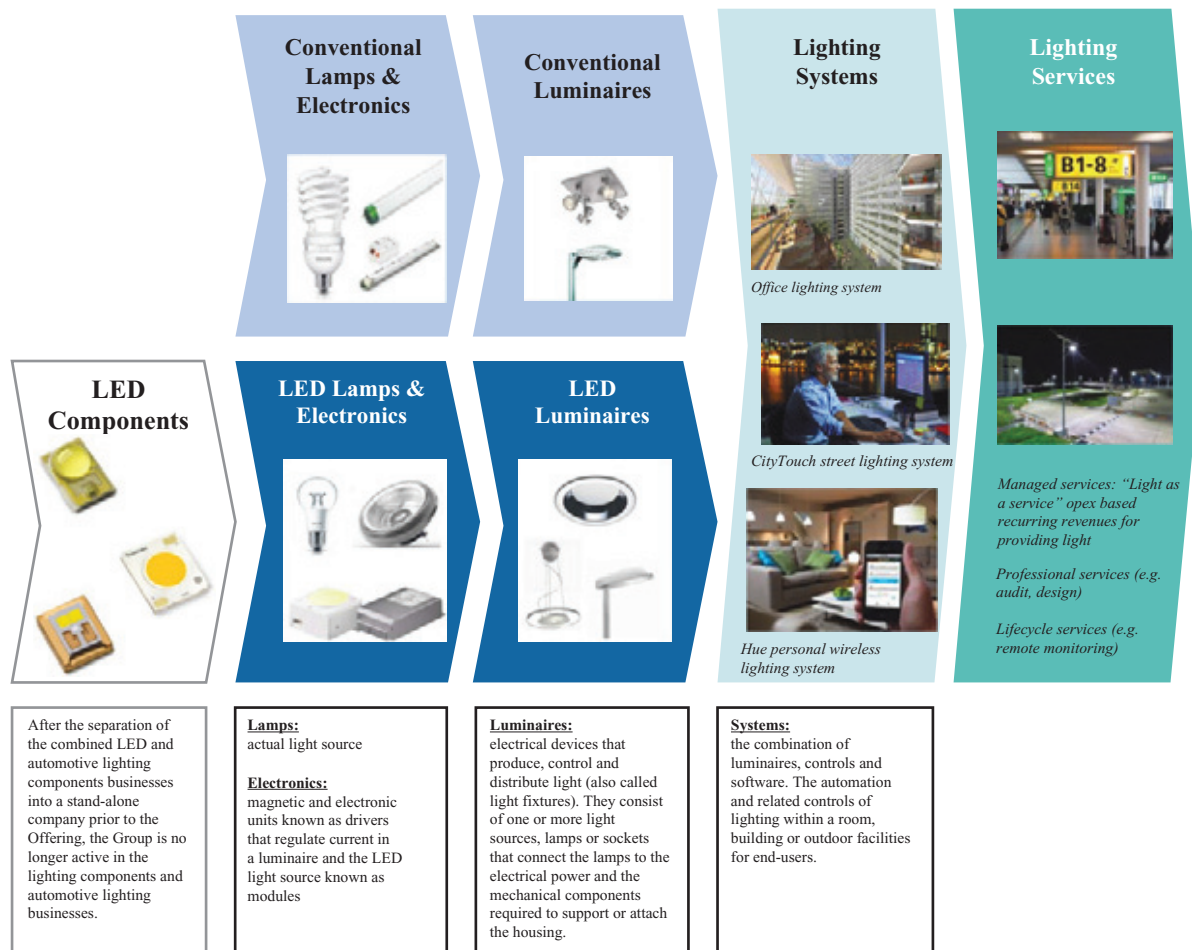 Conventional
Lamps &
Electronics
Conventional
Luminaires
Lighting
Systems
Lighting
Services
B1-8
Office lighting system
LED
Components
LED Lamps &
Electronics
LED
Luminaires
CityTouch street lighting system
Hue personal wireless
lighting system
Managed services: “Light as
a service” opex based
recurring revenues for
providing light
Professional services (e.g.
audit, design)
Lifecycle services (e.g.
remote monitoring)
After the separation of
the combined LED and
automotive lighting
components businesses
into a stand-alone
company prior to the
Offering, the Group is no
longer active in the
lighting components and
automotive lighting
businesses.
Lamps:
actual light source
Electronics:
magnetic and electronic
units known as drivers
that regulate current in
a luminaire and the LED
light source known as
modules
Luminaires:
electrical devices that
produce, control and
distribute light (also called
light fixtures). They consist
of one or more light
sources, lamps or sockets
that connect the lamps to the
electrical power and the
mechanical components
required to support or attach
the housing.
Systems:
the combination of
luminaires, controls and
software. The automation
and related controls of
lighting within a room,
building or outdoor facilities
for end-users.